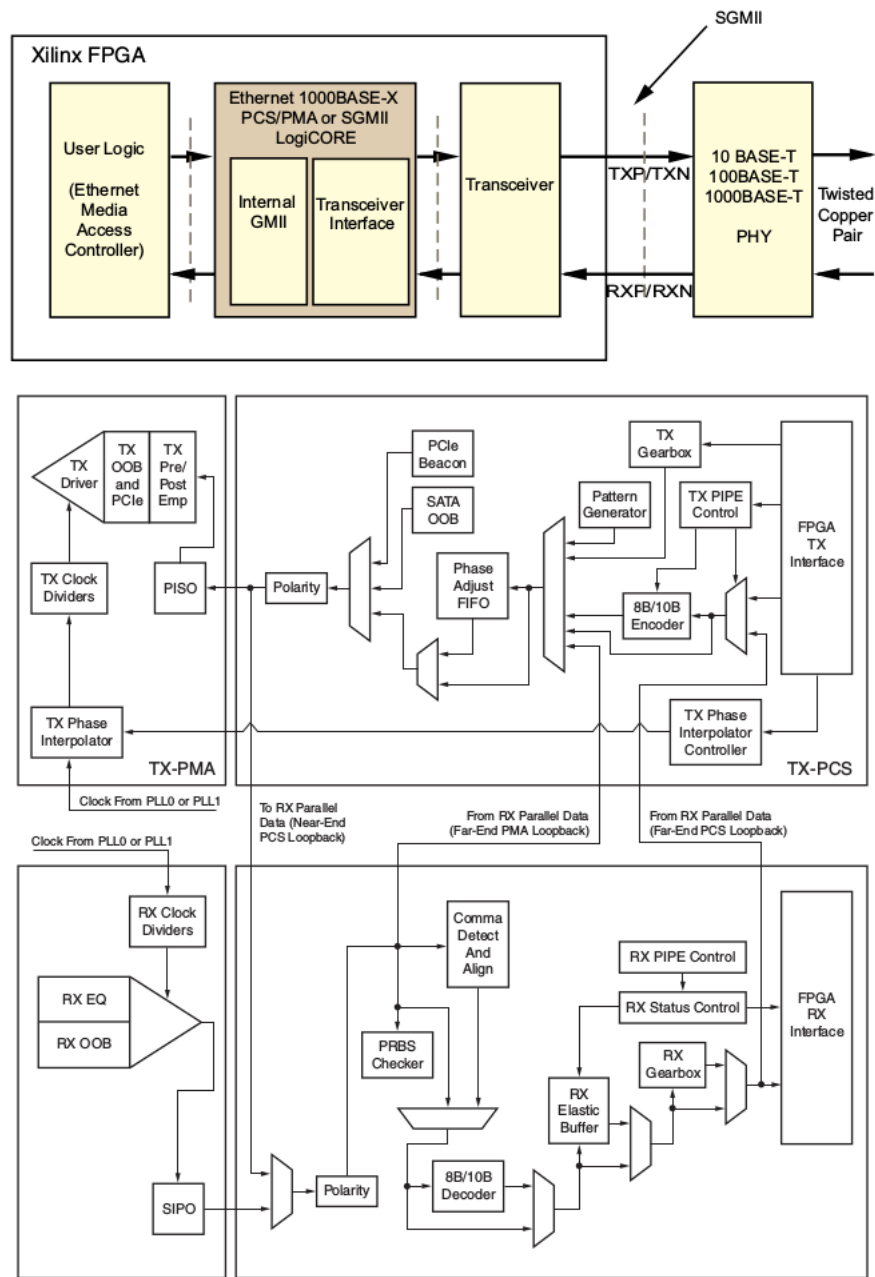 SGMII
Xilinx FPGA
User Logic
(Ethernet
Media
Access
Controller)
Ethernet 1000BASE-X
PCS/PMA or SGMII
LogiCORE
Internal
GMII
Transceiver
Interface
Transceiver
TXP/TXN
RXP/RXN
10 BASE-T
100BASE-T
1000BASE-T
PHY
Twisted
Copper
Pair
TX
Driver
TX
OOB
and
PCIe
TX
Pre/
Post
Emp
TX Clock
Dividers
PISO
TX Phase
Interpolator
TX-PMA
PCIe
Beacon
SATA
OOB
Polarity
Phase
Adjust
FIFO
Pattern
Generator
TX
Gearbox
TX PIPE
Control
8B/10B
Encoder
FPGA
TX
Interface
TX Phase
Interpolator
Controller
TX-PCS
Clock From PLL0 or PLL1
Clock From PLL0 or PLL1
To RX Parallel
Data (Near-End
PCS Loopback)
From RX Parallel Data
(Far-End PMA Loopback)
From RX Parallel Data
(Far-End PCS Loopback)
RX Clock
Dividers
RX EQ
RX OOB
SIPO
Polarity
Comma
Detect
And
Align
PRBS
Checker
8B/10B
Decoder
RX PIPE Control
RX Status Control
RX
Elastic
Buffer
RX
Gearbox
FPGA
RX
Interface